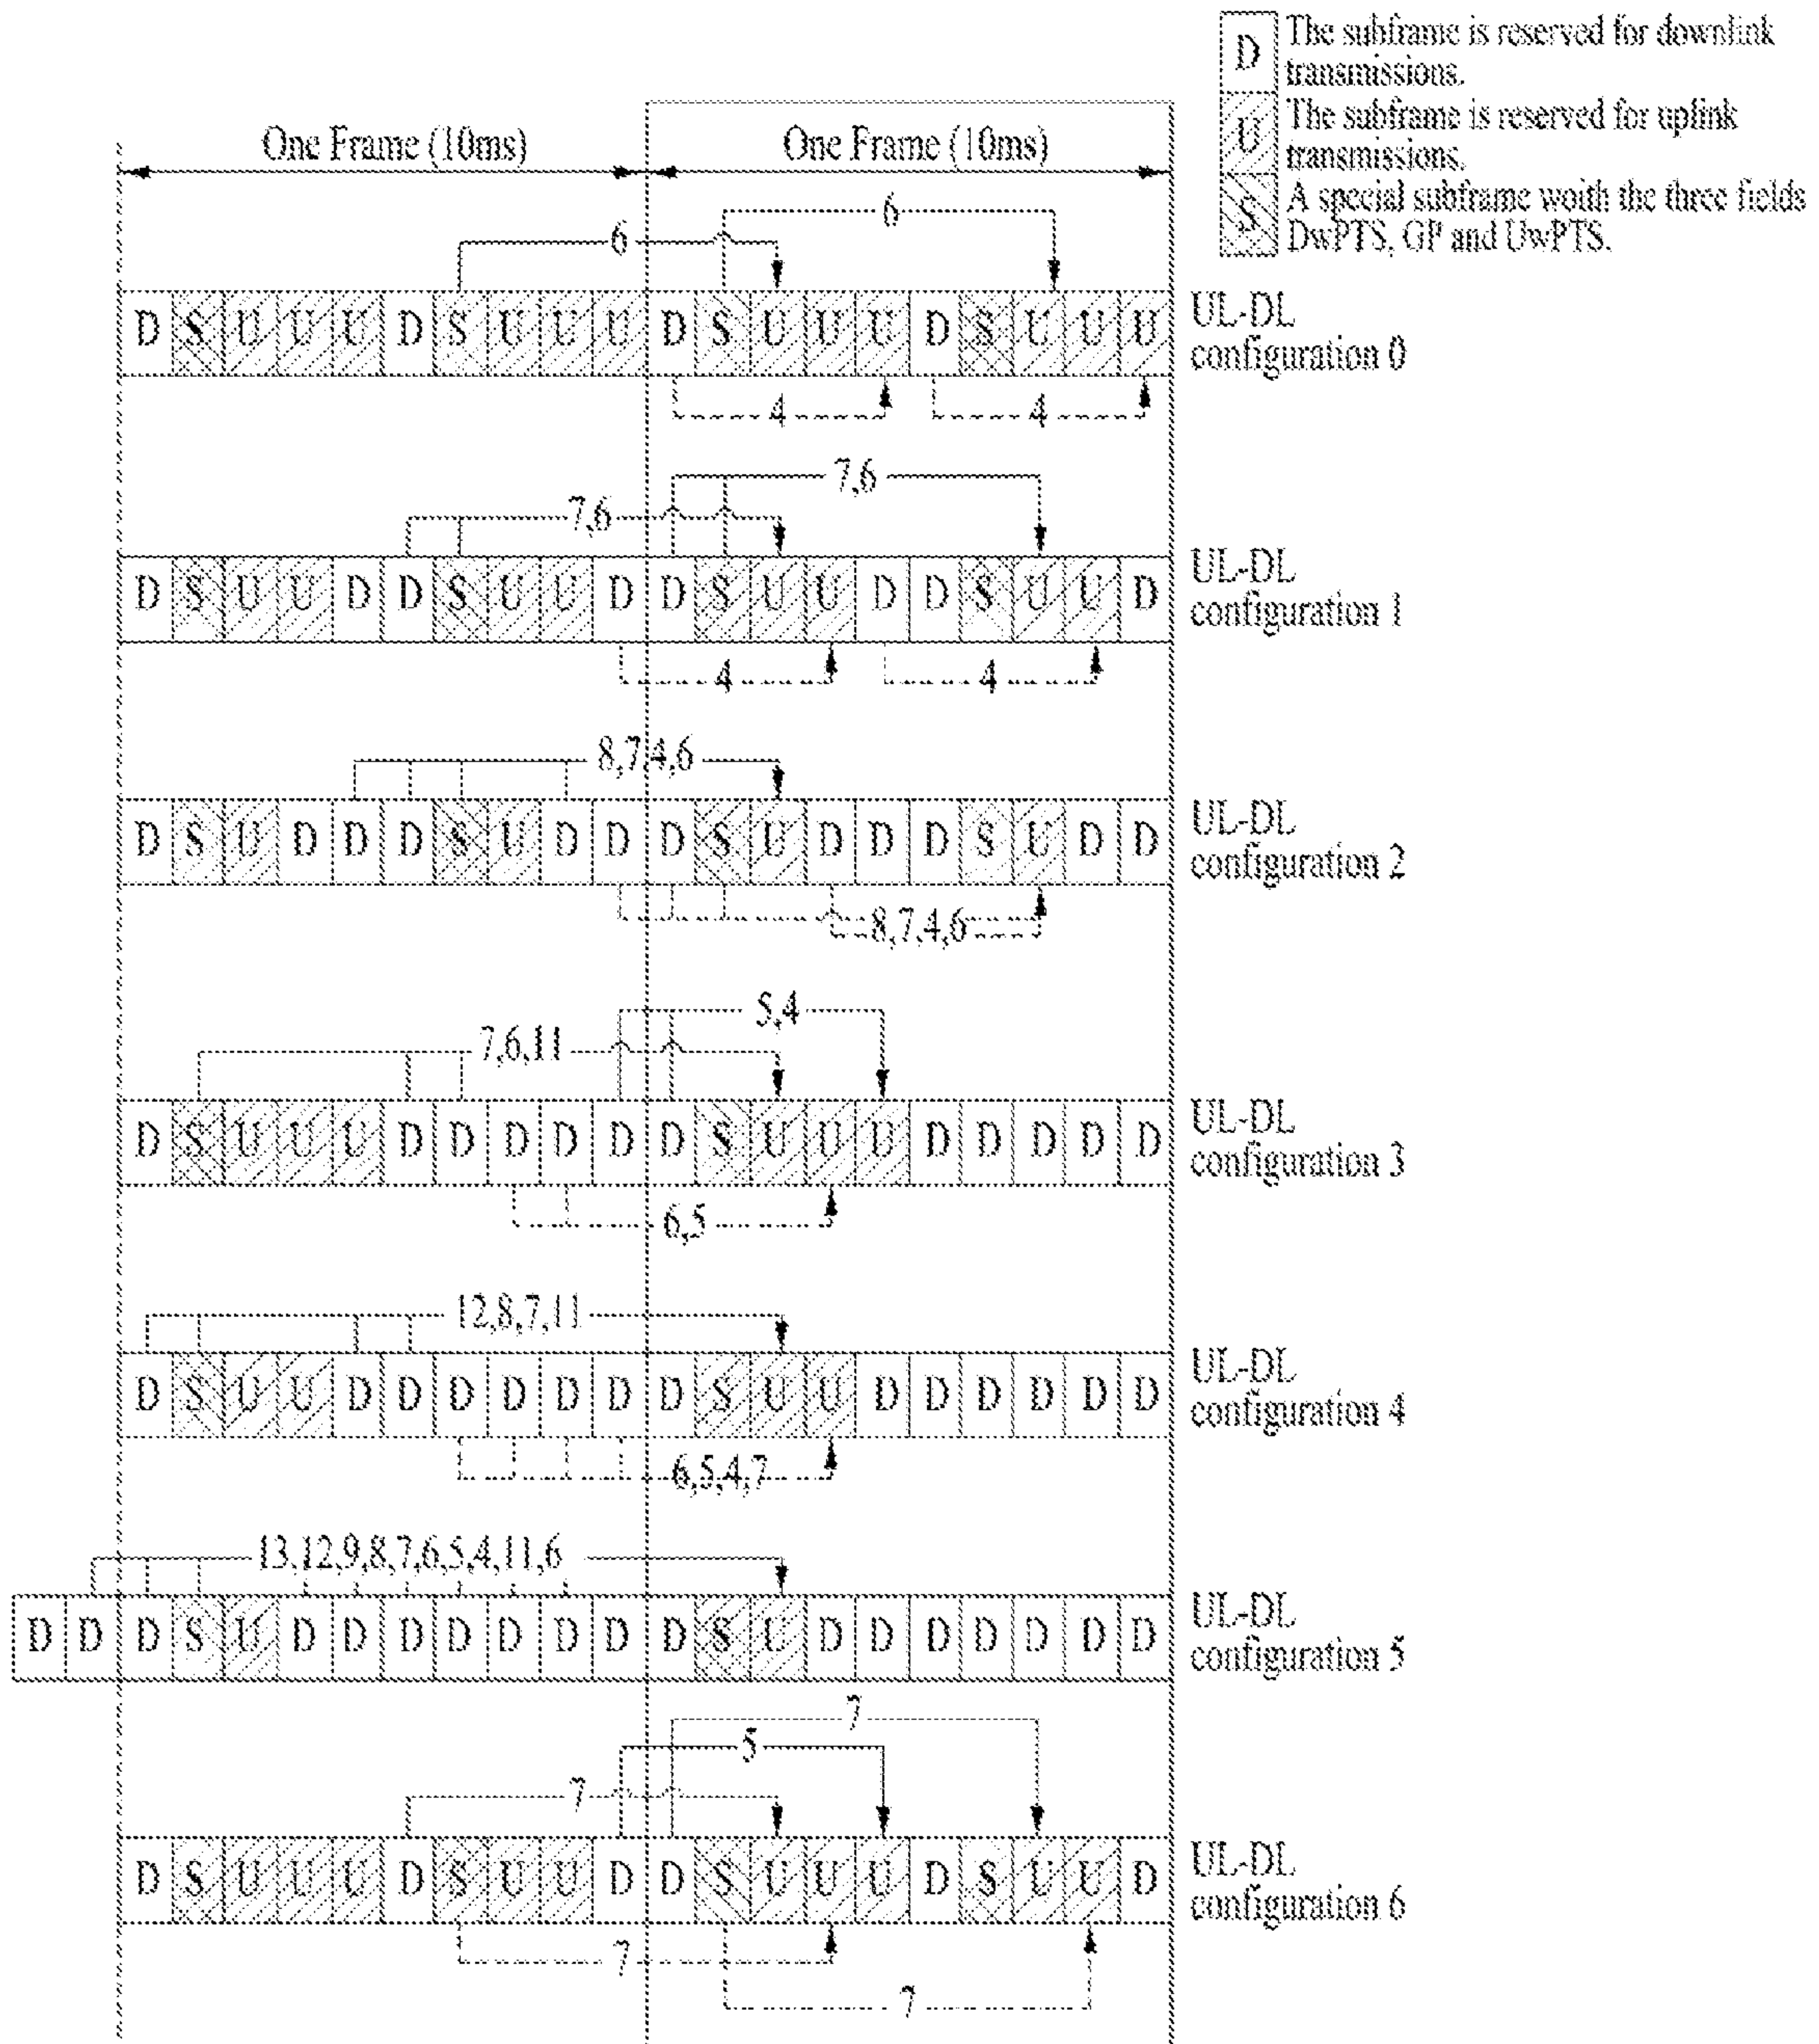 D The subframe is reserved for downlink
transmissions.
U The subframe is reserved for uplink
transmissions.
S A special subframe woith the three fields
DwPTS, GP and UwPTS.
One Frame (10ms) One Frame (10ms)
6
6
D S U U U D S U U U D S U U U D S U U U
UL-DL
configuration 0
4 4
7,6
7,6
D S U U D D S U U D D S U U D D S U U D
UL-DL
configuration 1
4 4
8,7,4,6
D S U D D D S U D D D S U D D D S U D D
UL-DL
configuration 2
8,7,4,6
5,4
7,6,11
D S U U U D D D D D D S U U U D D D D D
UL-DL
configuration 3
6,5
12,8,7,11
D S U U D D D D D D D S U U D D D D D D
UL-DL
configuration 4
6,5,4,7
13,12,9,8,7,6,5,4,11,6
D D D S U D D D D D D D D S U D D D D D D D
UL-DL
configuration 5
7
5
7
D S U U U D S U U D D S U U U D S U U D
UL-DL
configuration 6
7
7